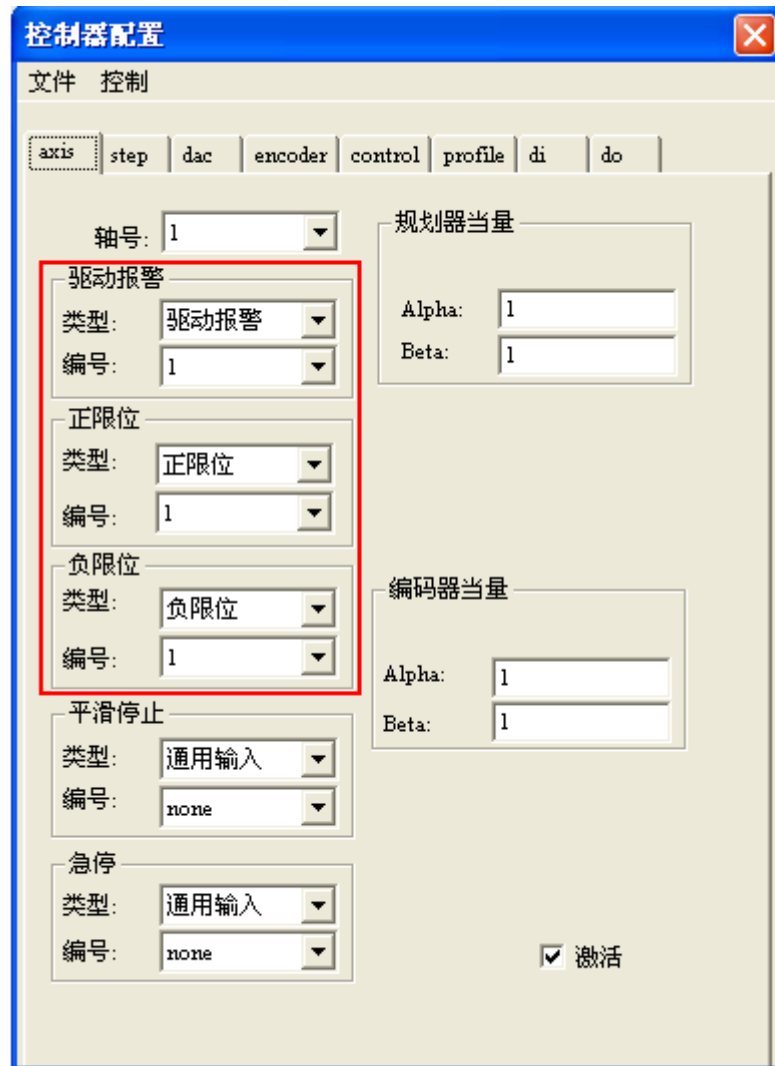 控制器配置
文件 控制
axis step dac encoder control profile di do
轴号: 1
驱动报警
类型: 驱动报警
编号: 1
正限位
类型: 正限位
编号: 1
负限位
类型: 负限位
编号: 1
平滑停止
类型: 通用输入
编号: none
急停
类型: 通用输入
编号: none
规划器当量
Alpha: 1
Beta: 1
编码器当量
Alpha: 1
Beta: 1
激活